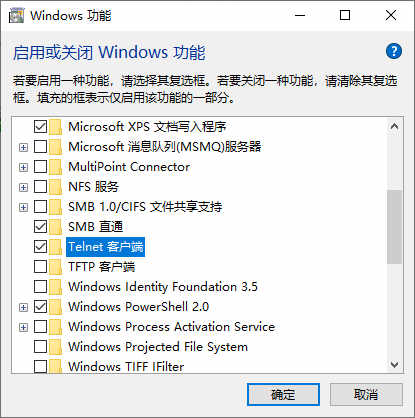 Windows 功能
启用或关闭 Windows 功能
?
若要启用一种功能，请选择其复选框。若要关闭一种功能，请清除其复选
框。填充的框表示仅启用该功能的一部分。
Microsoft XPS 文档写入程序
Microsoft 消息队列(MSMQ)服务器
MultiPoint Connector
NFS 服务
SMB 1.0/CIFS 文件共享支持
SMB 直通
Telnet 客户端
TFTP 客户端
Windows Identity Foundation 3.5
Windows PowerShell 2.0
Windows Process Activation Service
Windows Projected File System
Windows TIFF IFilter
确定
取消